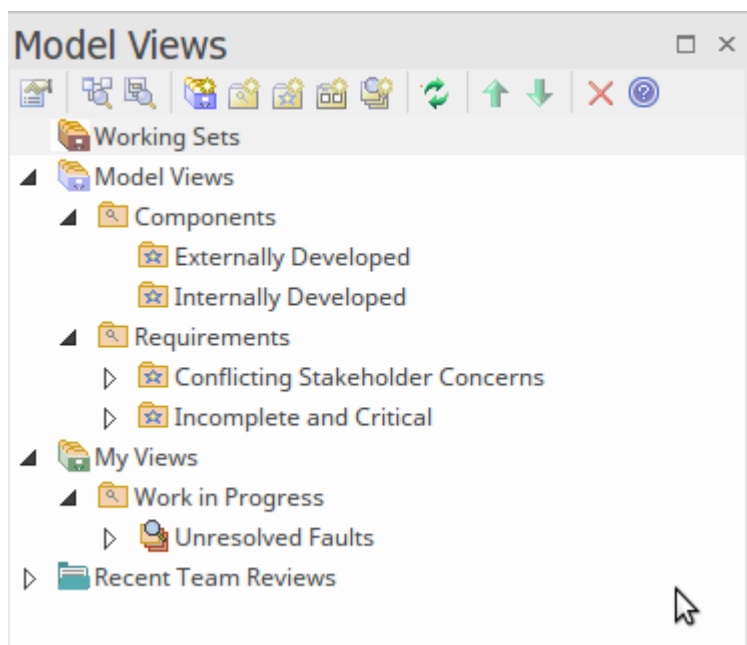 Model Views
Working Sets
Model Views
Components
Externally Developed
Internally Developed
Requirements
Conflicting Stakeholder Concerns
Incomplete and Critical
My Views
Work in Progress
Unresolved Faults
Recent Team Reviews